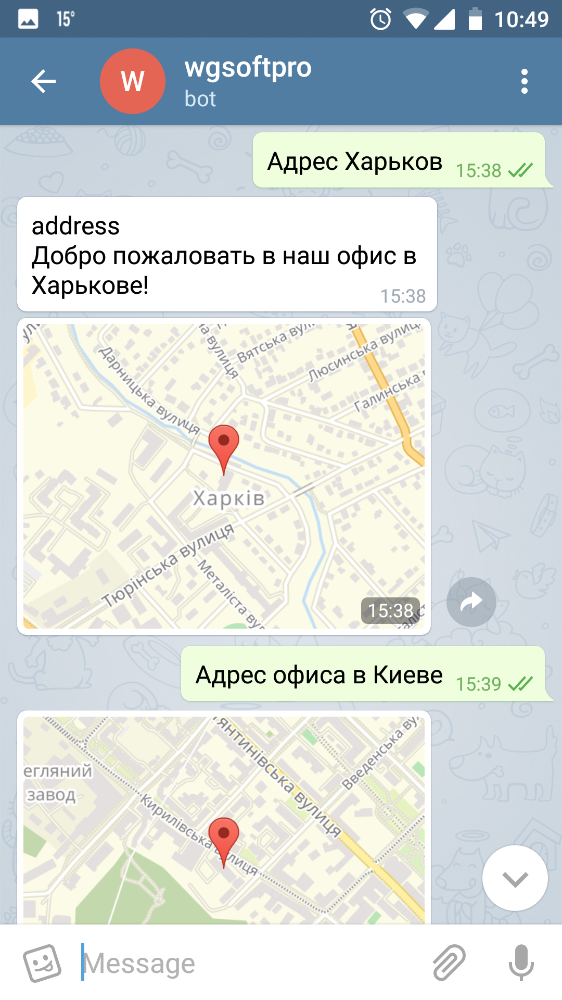 15° 10:49
W
wgsoftpro
bot
Адрес Харьков 15:38
address
Добро пожаловать в наш офис в
Харькове!
15:38
на вулиця
Вятська вул
Люсинська вулиц
Галинська
Дарницька вулиця
Харків
Тюрінська вулиця
Металіста ву
15:38
Адрес офиса в Киеве 15:39
янтинівська вулиця
Введенська ву
егляний
завод
Кирилівська вулиця
Message